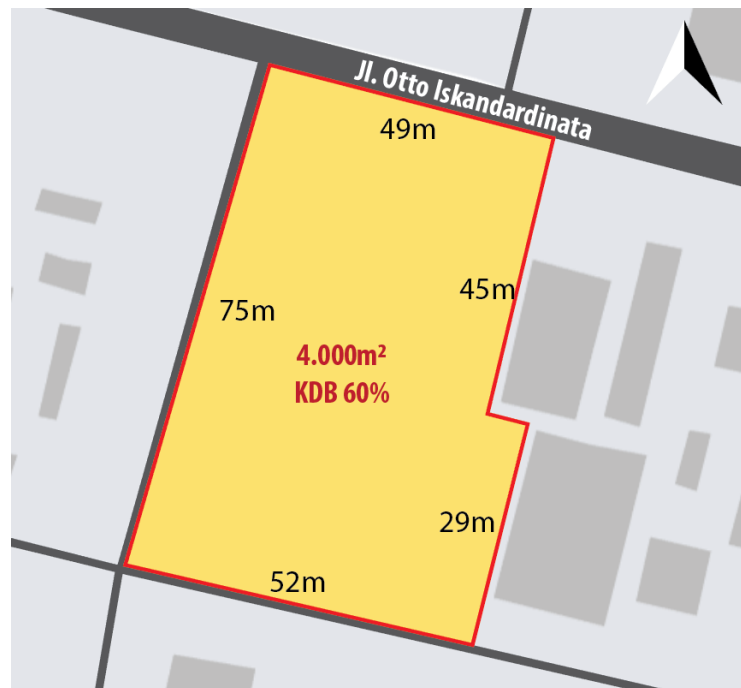 Jl. Otto Iskandardinata
49m
45m
75m
4.000m²
KDB 60%
29m
52m